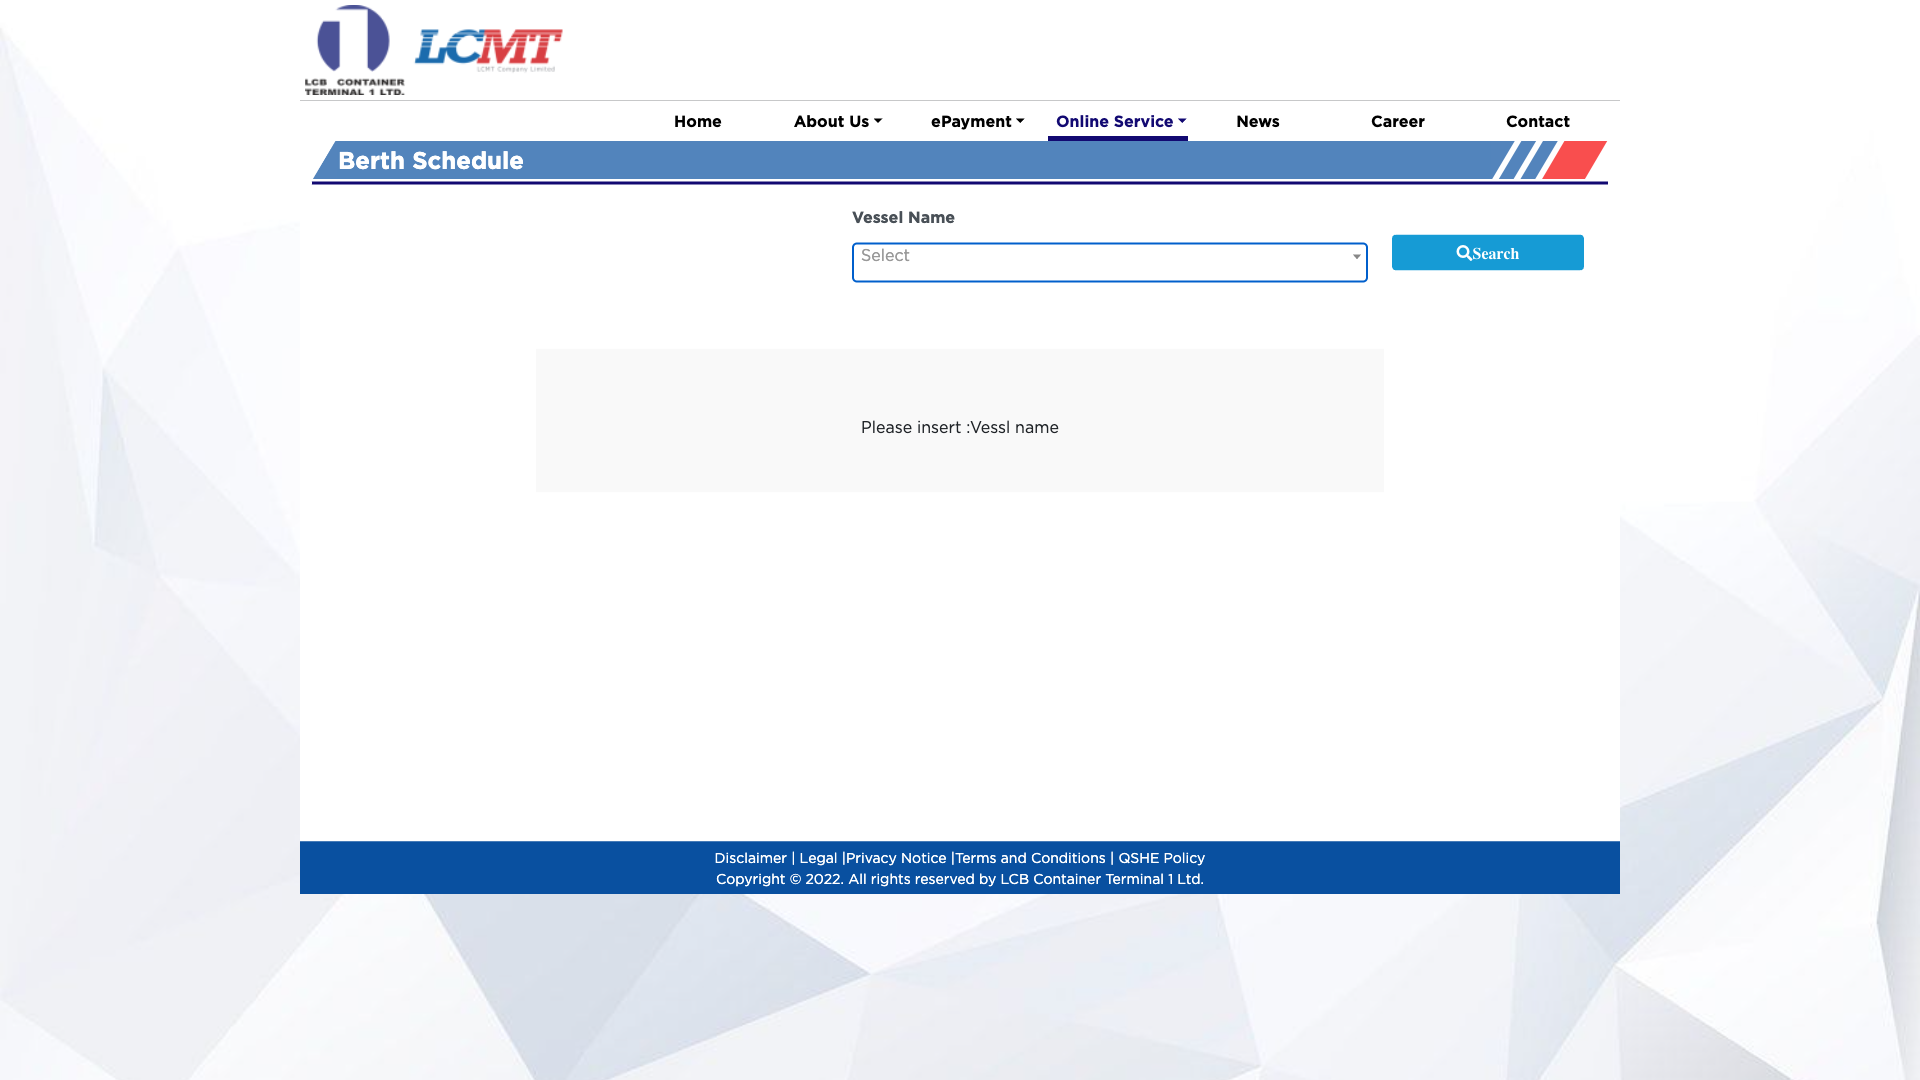 LCB CONTAINER
TERMINAL 1 LTD.
LCMT
LCMT Company Limited
Home About Us ePayment Online Service News Career Contact
Berth Schedule
Vessel Name
Select
Search
Please insert :Vessl name
Disclaimer | Legal |Privacy Notice |Terms and Conditions | QSHE Policy
Copyright © 2022. All rights reserved by LCB Container Terminal 1 Ltd.